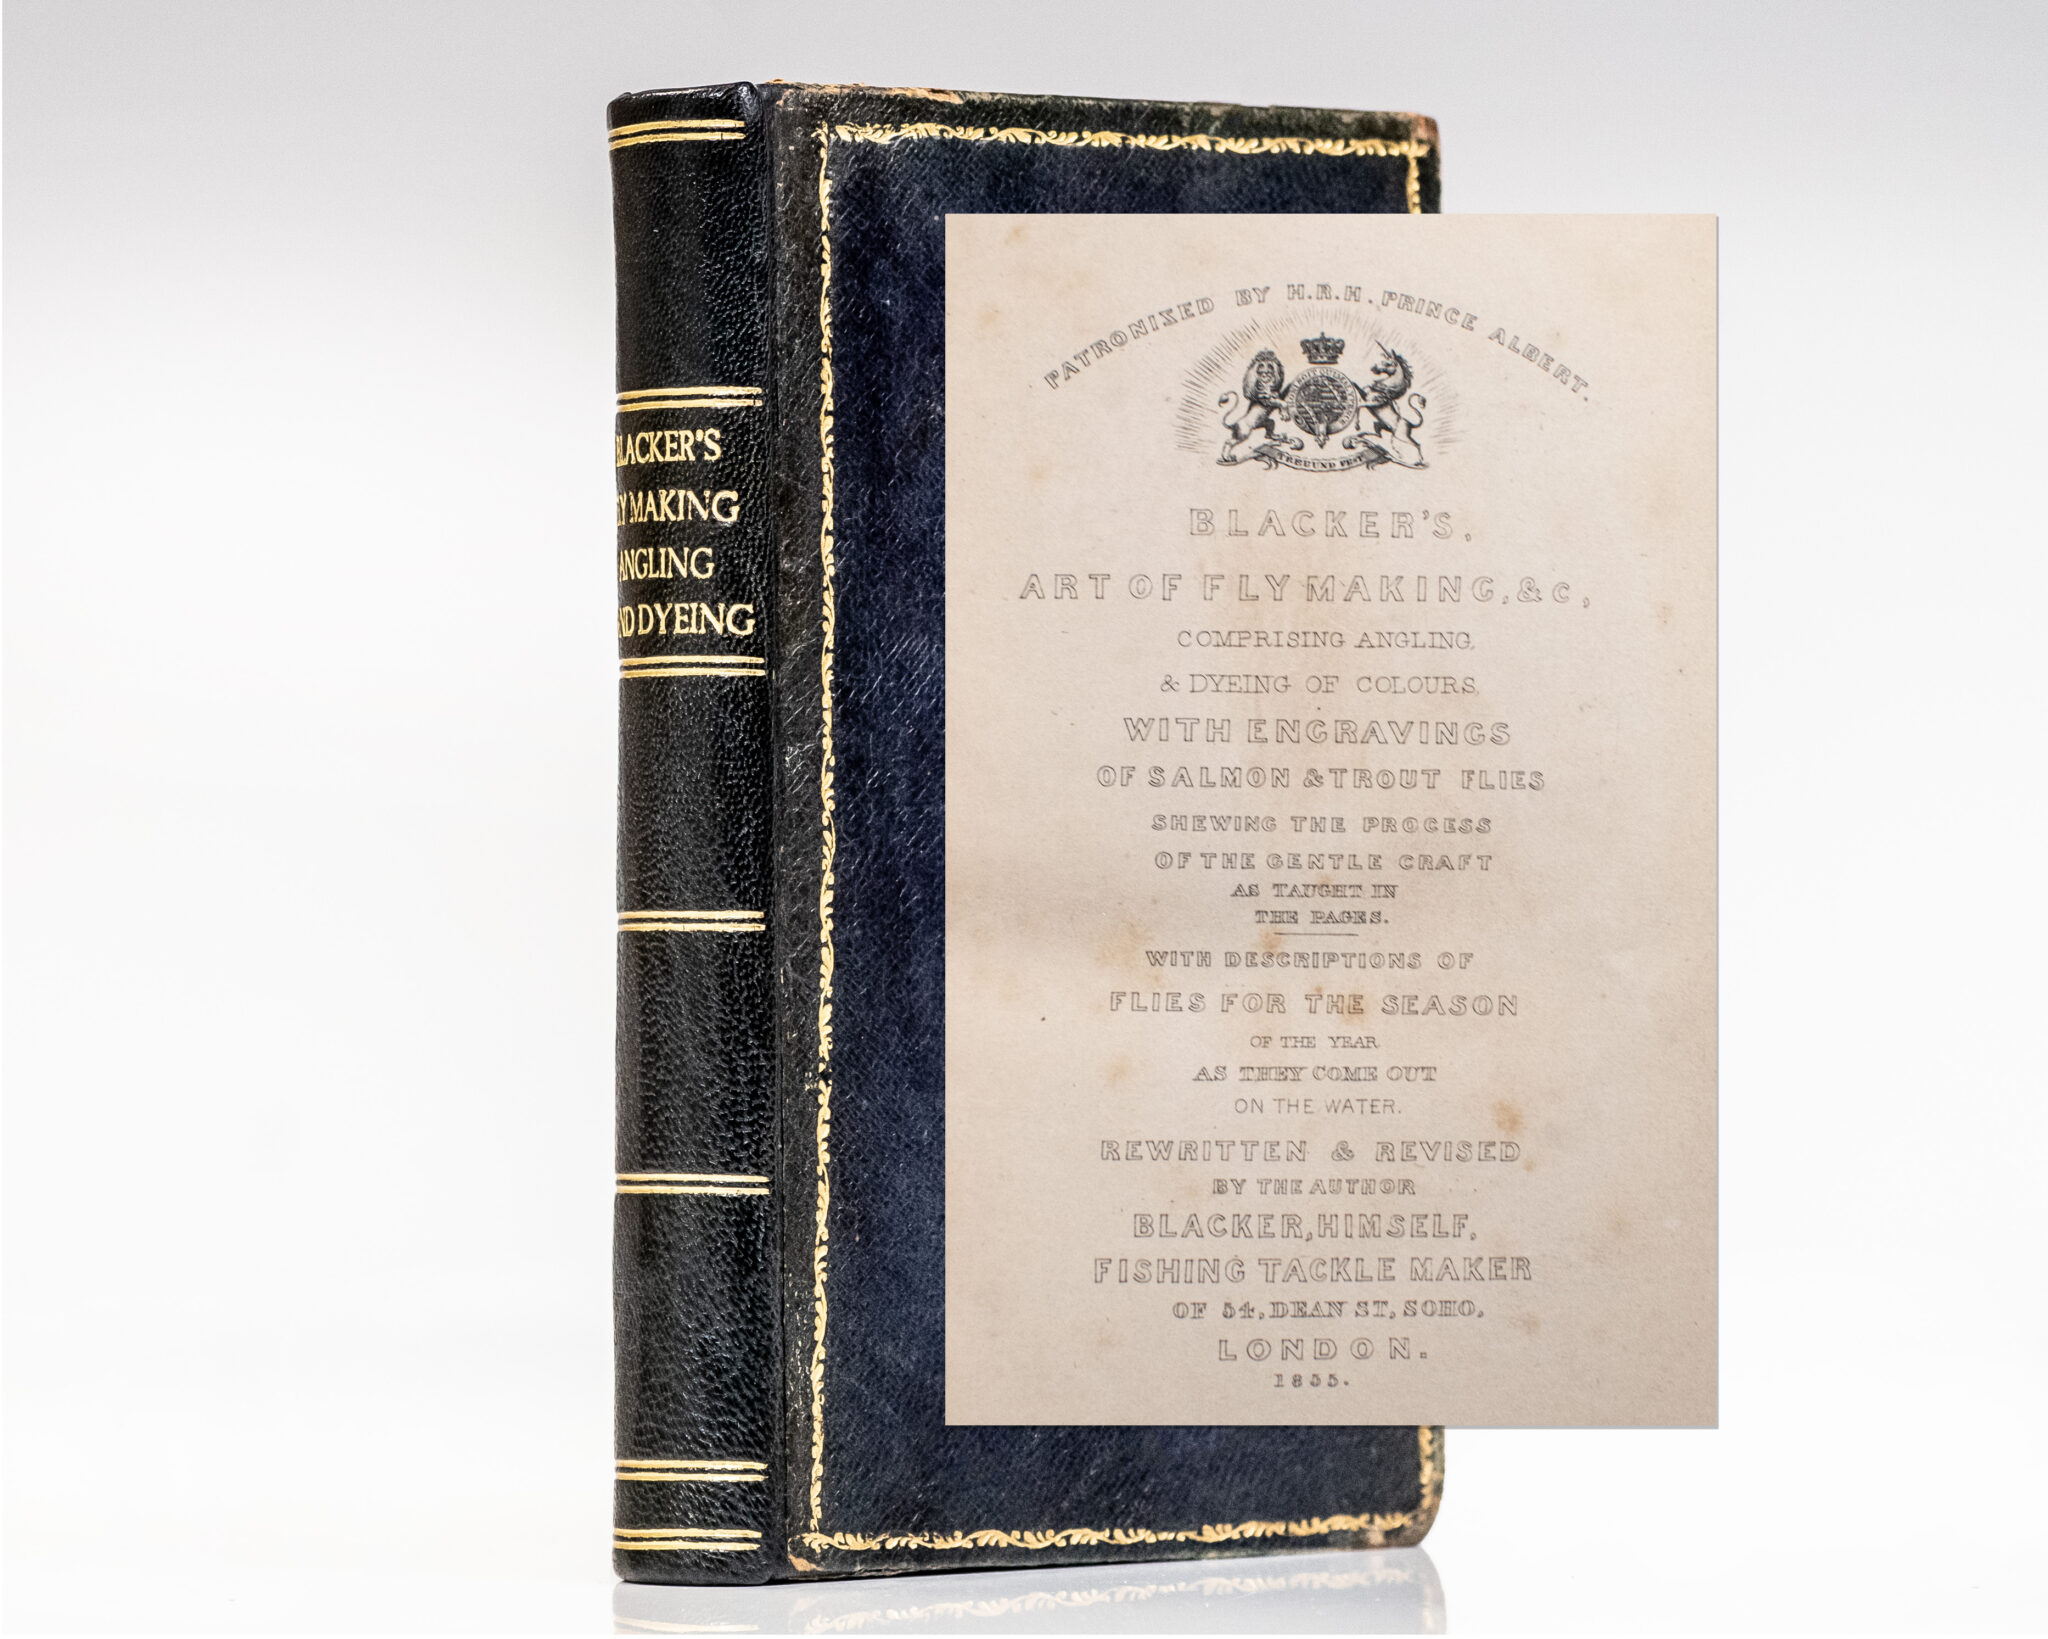 BLACKER'S
MAKING
ANGLING
DYEING
PATRONIZED BY H.R.H. PRINCE ALBERT.
BLACKER'S,
ART OF FLY MAKING, &c,
COMPRISING ANGLING,
& DYEING OF COLOURS,
WITH ENGRAVINGS
OF SALMON & TROUT FLIES
SHEWING THE PROCESS
OF THE GENTLE CRAFT
AS TAUGHT IN
THE PAGES.
WITH DESCRIPTIONS OF
FLIES FOR THE SEASON
OF THE YEAR
AS THEY COME OUT
ON THE WATER.
REWRITTEN & REVISED
BY THE AUTHOR
BLACKER, HIMSELF,
FISHING TACKLE MAKER
OF 54, DEAN ST, SOHO,
LONDON.
1855.